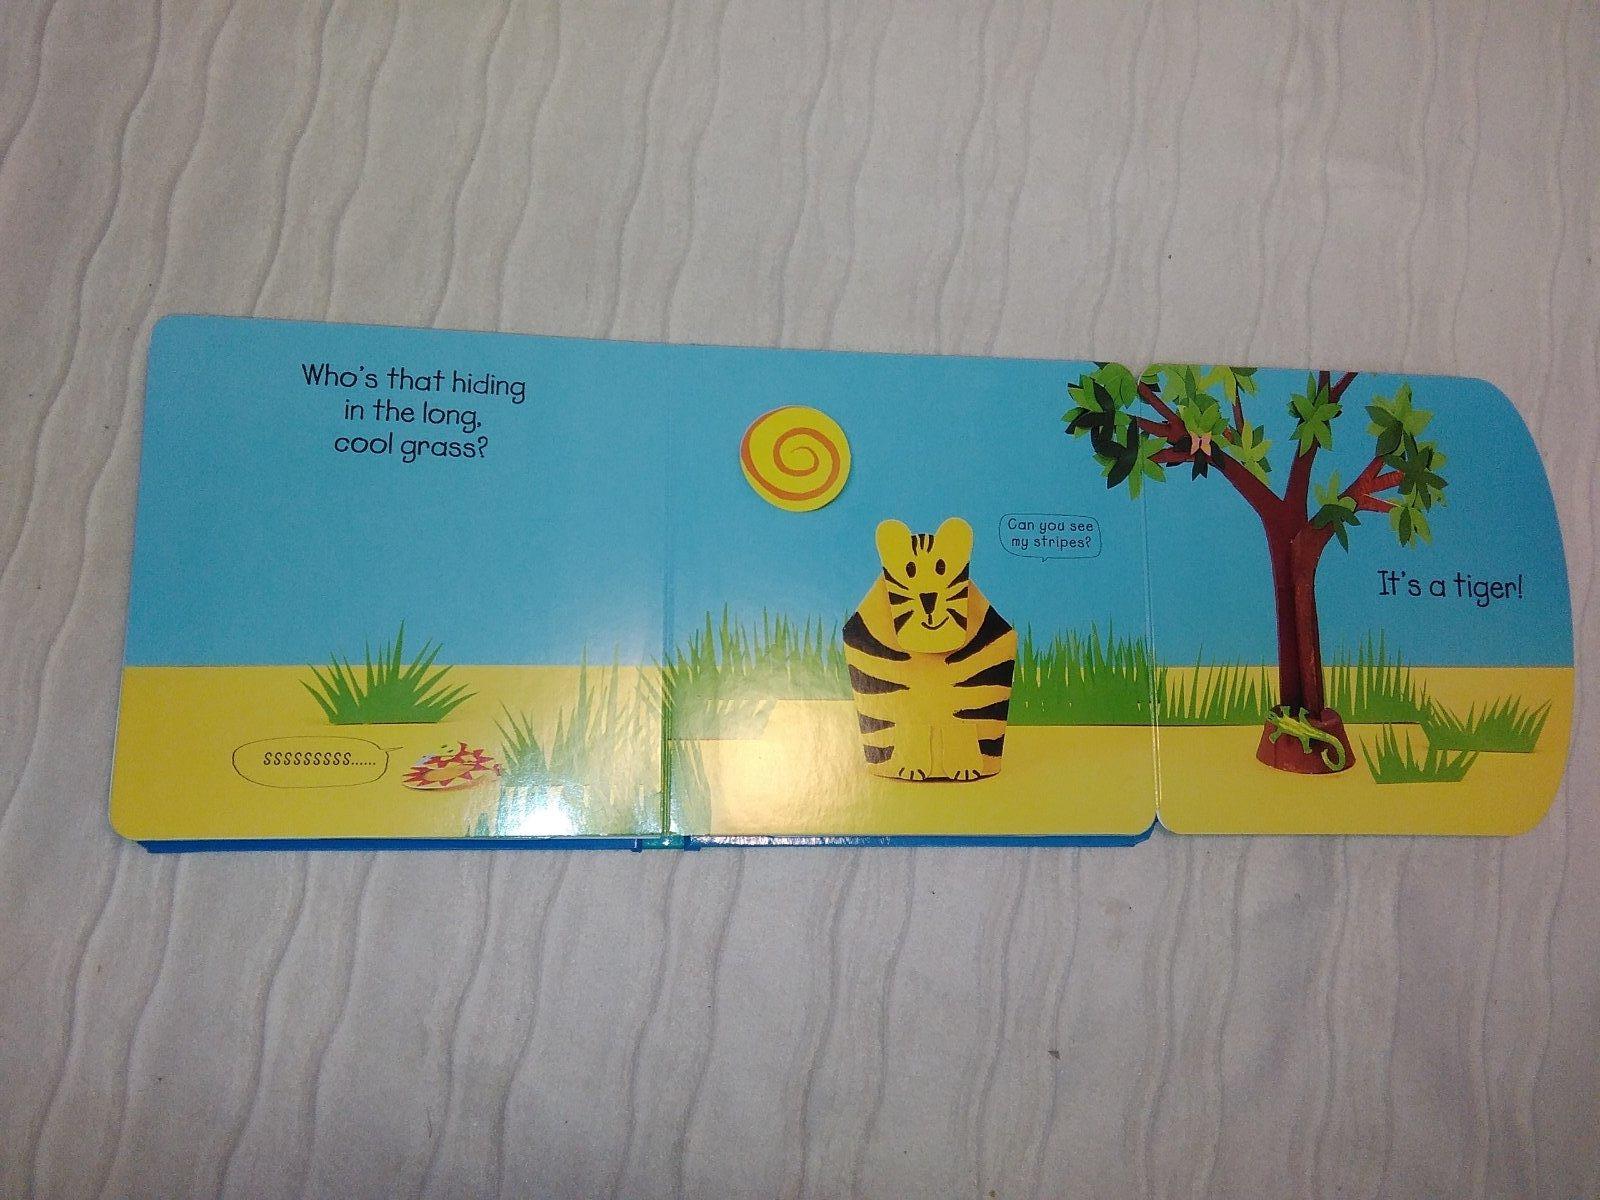 Who's that hiding
in the long,
cool grass?
sssssssss......
Can you see
my stripes?
It's a tiger!